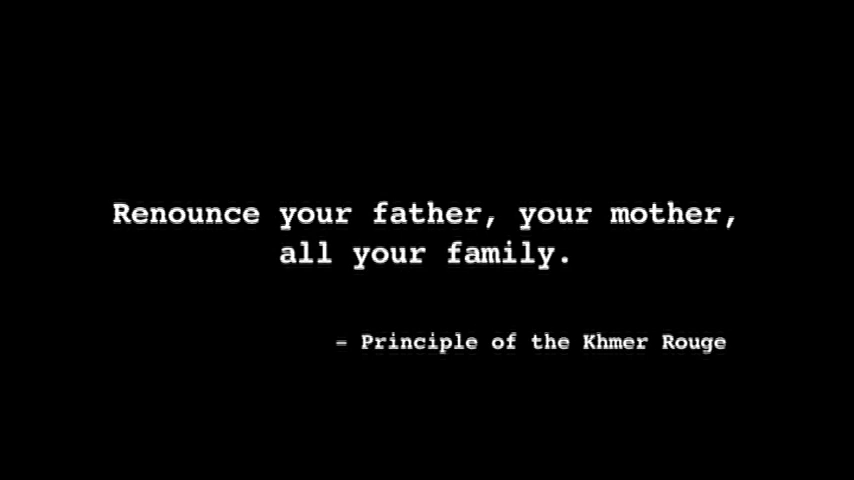 Renounce your father, your mother,
all your family.
– Principle of the Khmer Rouge